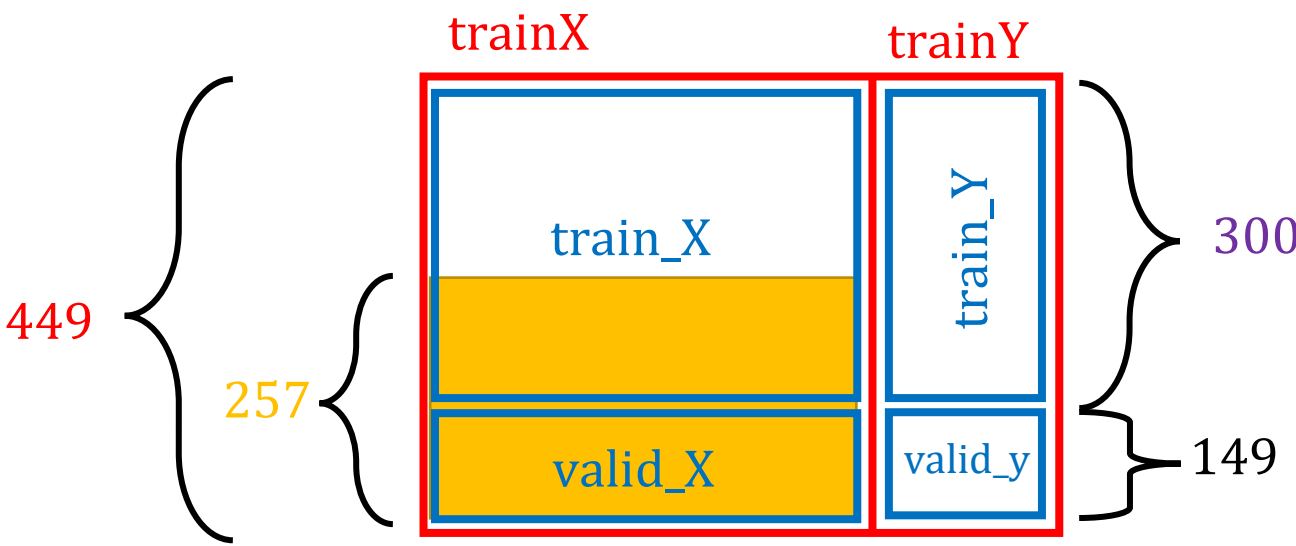 trainX
trainY
train_X
train_Y
300
449
257
valid_X
valid_y
149